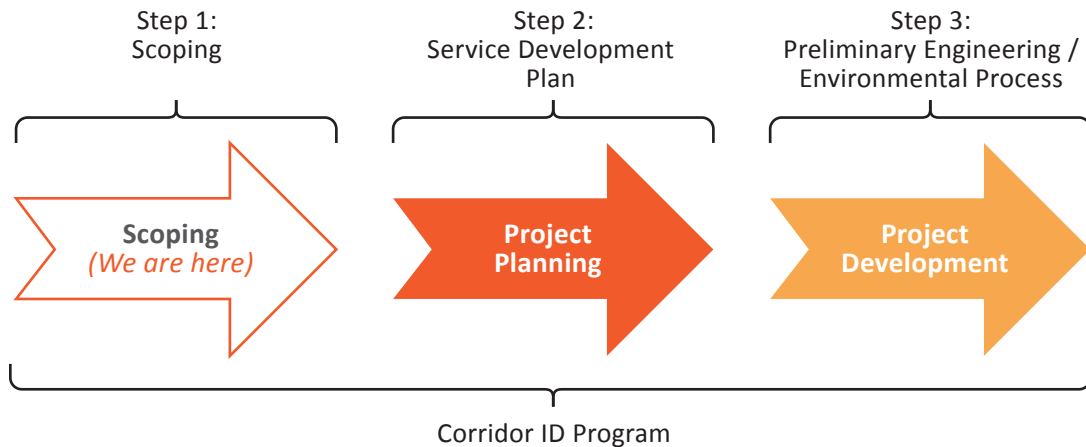 Step 1:
Scoping
Step 2:
Service Development
Plan
Step 3:
Preliminary Engineering /
Environmental Process
Scoping
(We are here)
Project
Planning
Project
Development
Corridor ID Program